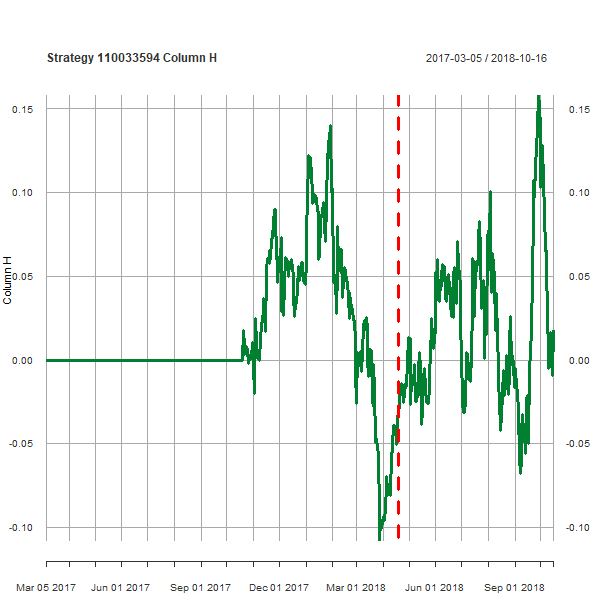 Strategy 110033594 Column H
2017-03-05 / 2018-10-16
0.15 0.15
0.10 0.10
0.05 0.05
Column H
0.00 0.00
-0.05 -0.05
-0.10 -0.10
Mar 05 2017 Jun 01 2017 Sep 01 2017 Dec 01 2017 Mar 01 2018 Jun 01 2018 Sep 01 2018